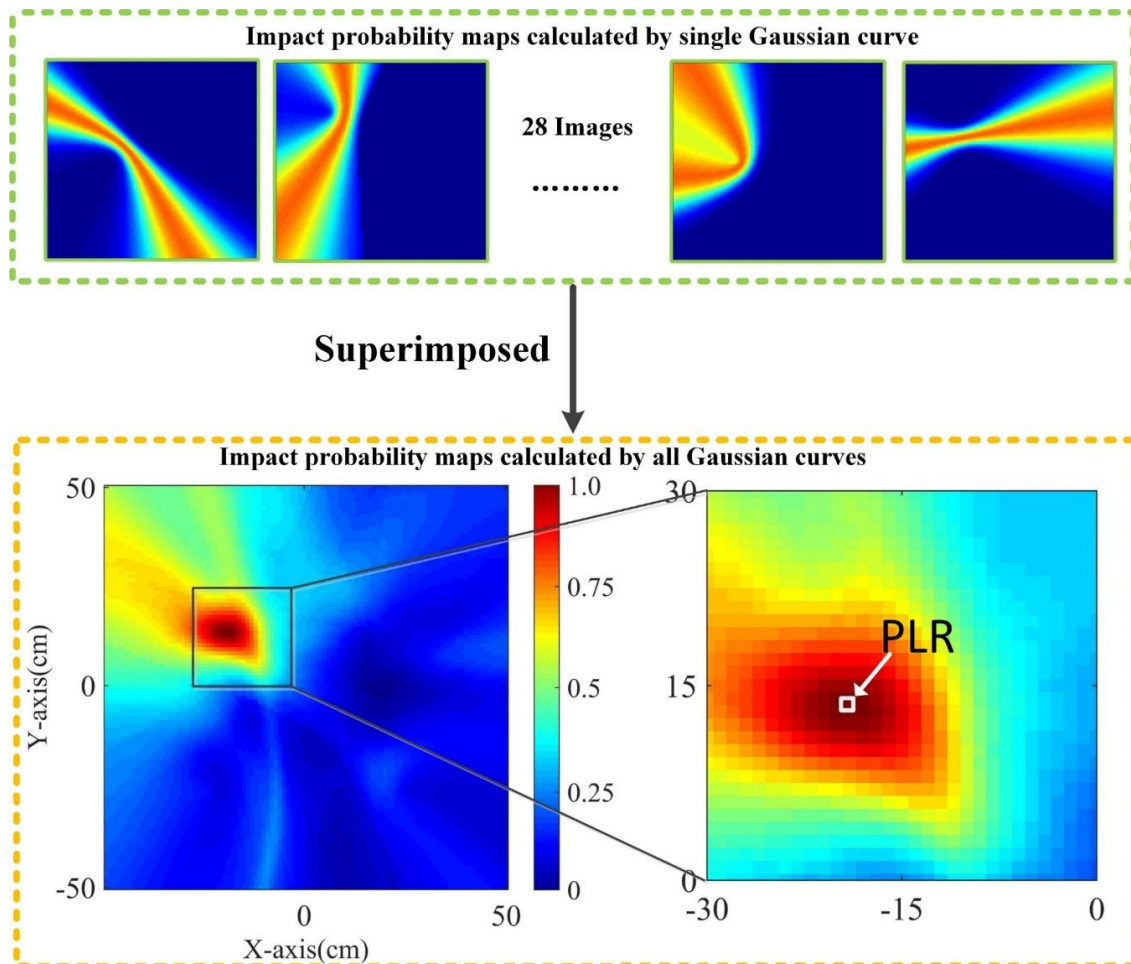 Impact probability maps calculated by single Gaussian curve
28 Images
.........
Superimposed
Impact probability maps calculated by all Gaussian curves
50
0
-50
Y-axis(cm)
0
50
X-axis(cm)
1.0
0.75
0.5
0.25
0
30
15
0
-30
-15
0
PLR